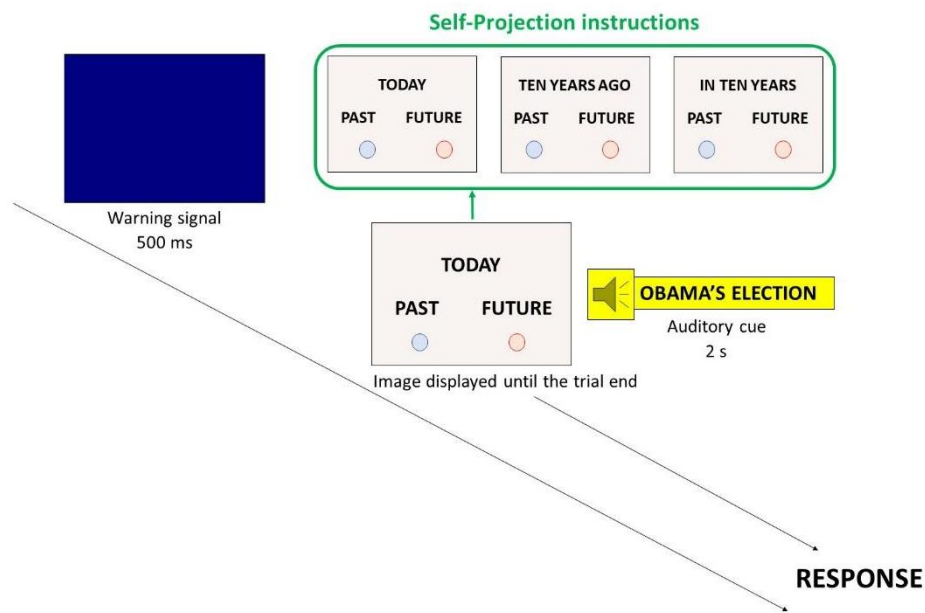 Self-Projection instructions
TODAY
PAST FUTURE
TEN YEARS AGO
PAST FUTURE
IN TEN YEARS
PAST FUTURE
Warning signal
500 ms
TODAY
PAST FUTURE
Image displayed until the trial end
OBAMA'S ELECTION
Auditory cue
2 s
RESPONSE